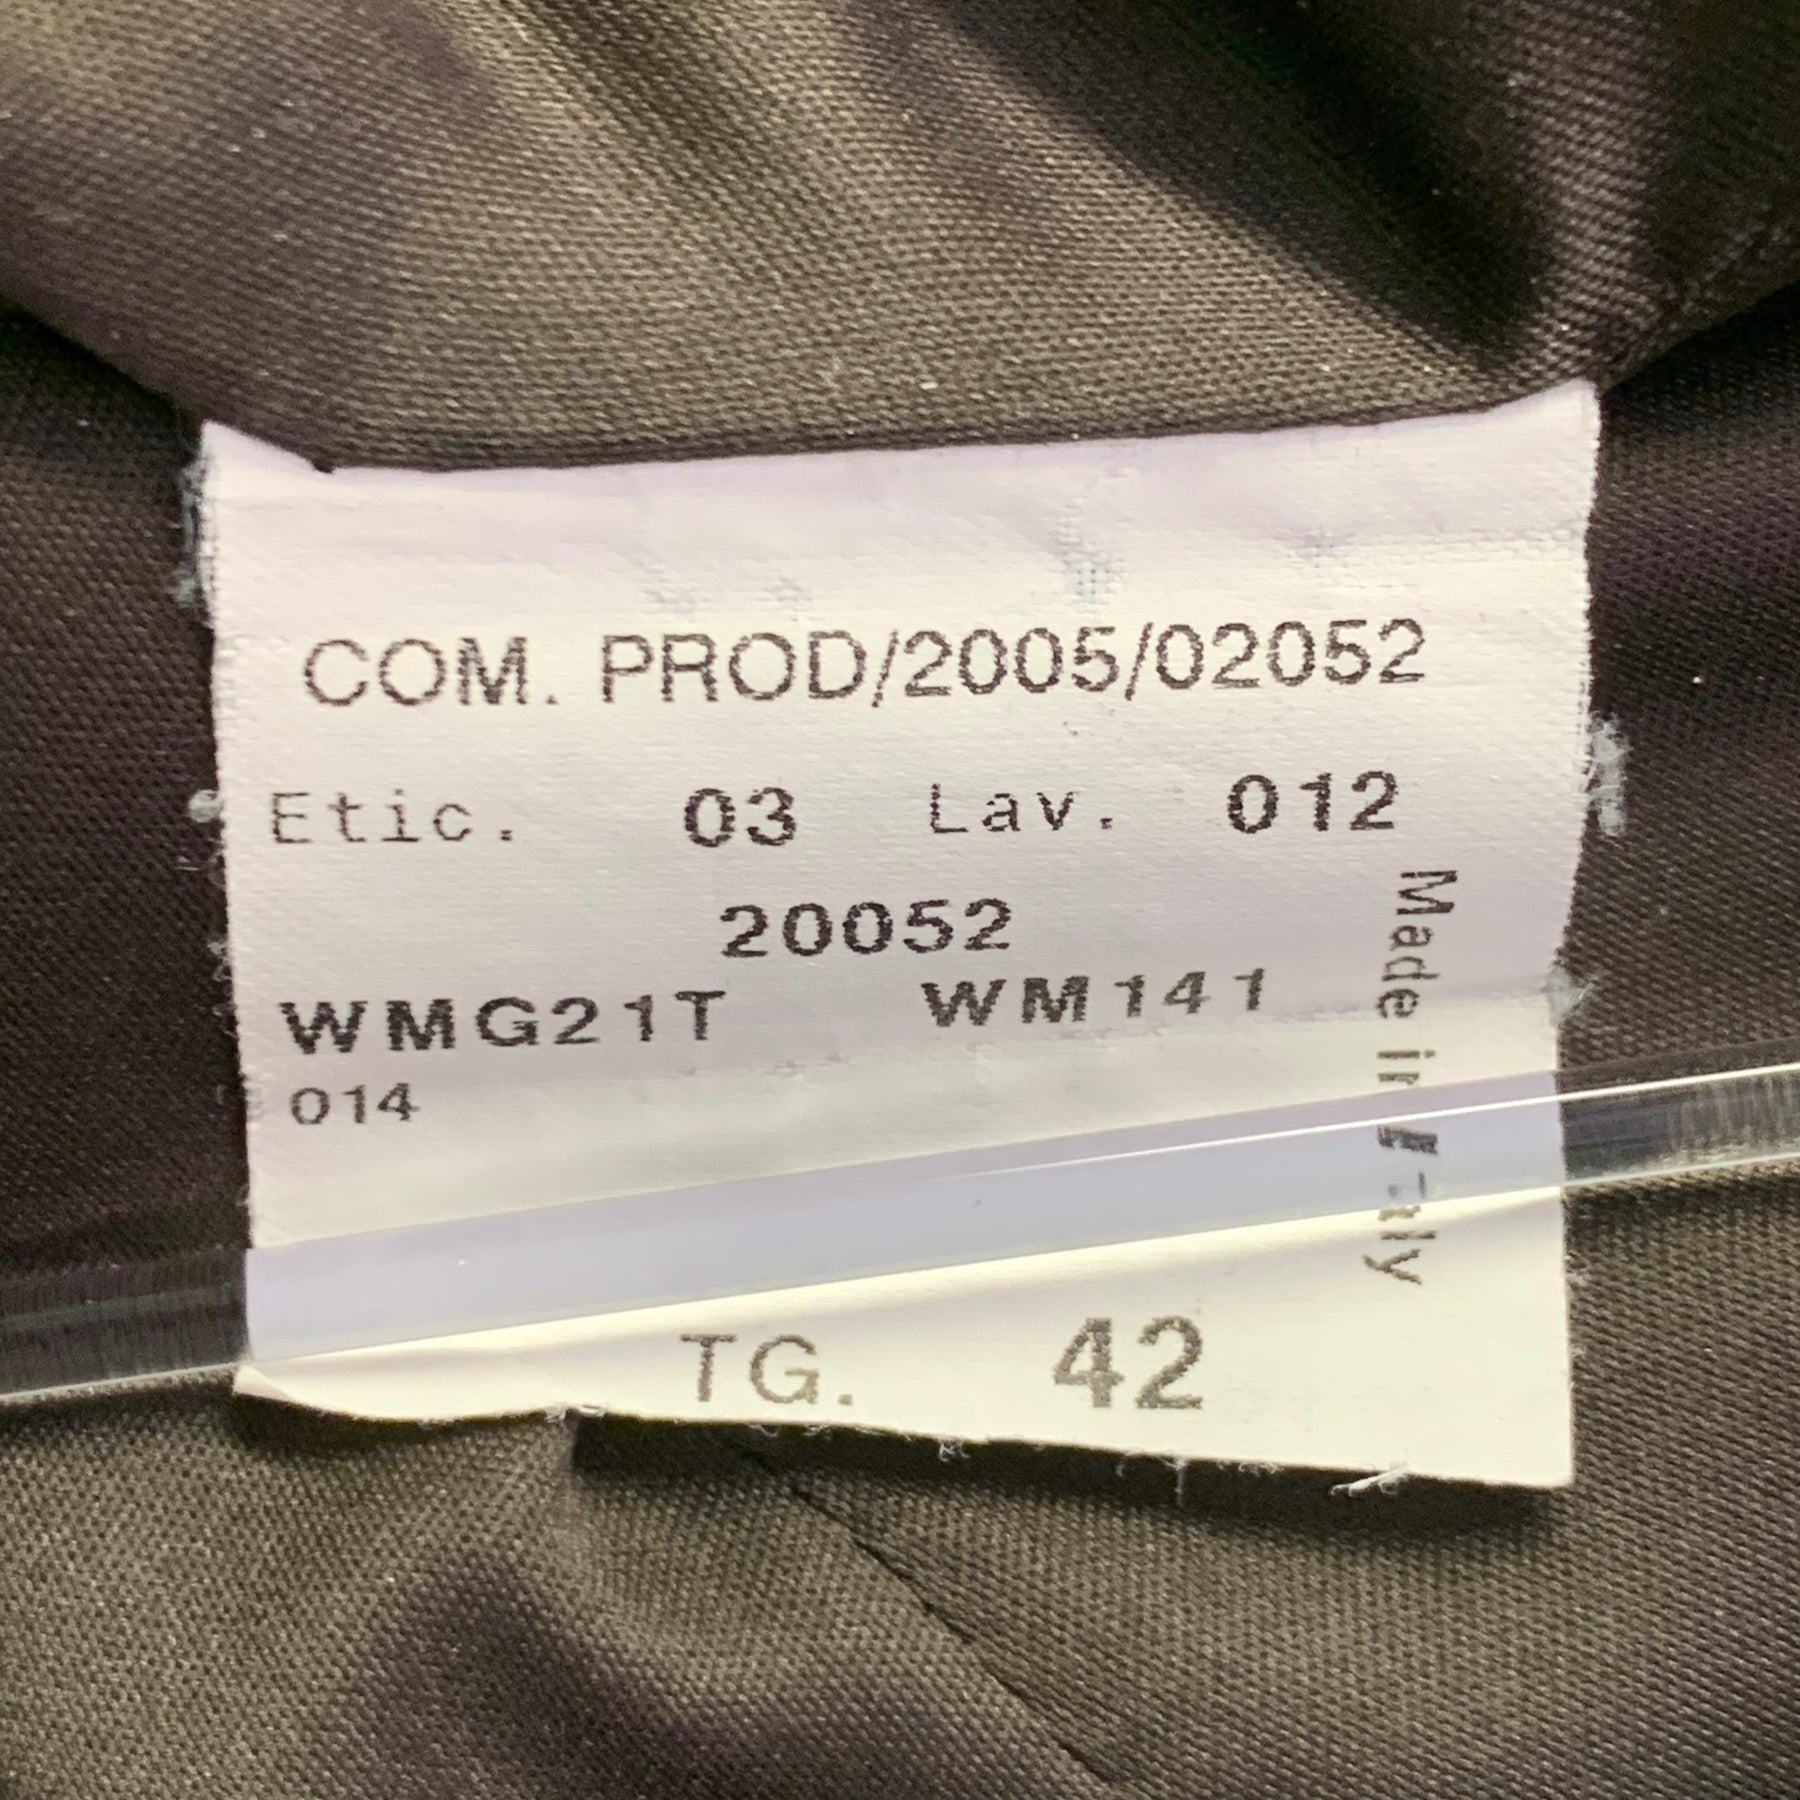 COM. PROD/2005/02052
Etic. 03 Lav. 012
20052
WMG21T WM141
014
Made in Italy
TG. 42